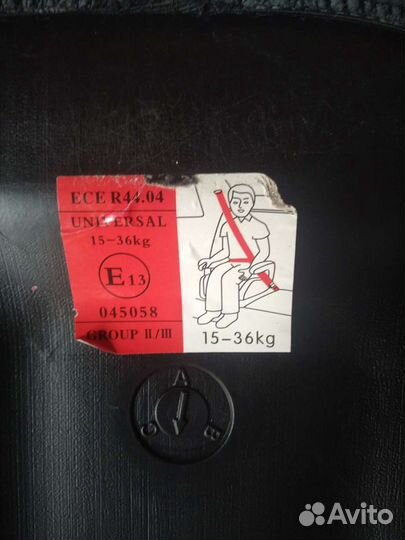 ECE R44.04
UNIVERSAL
15-36kg
E13
045058
GROUP II/III
15-36kg
A
B
C
Avito